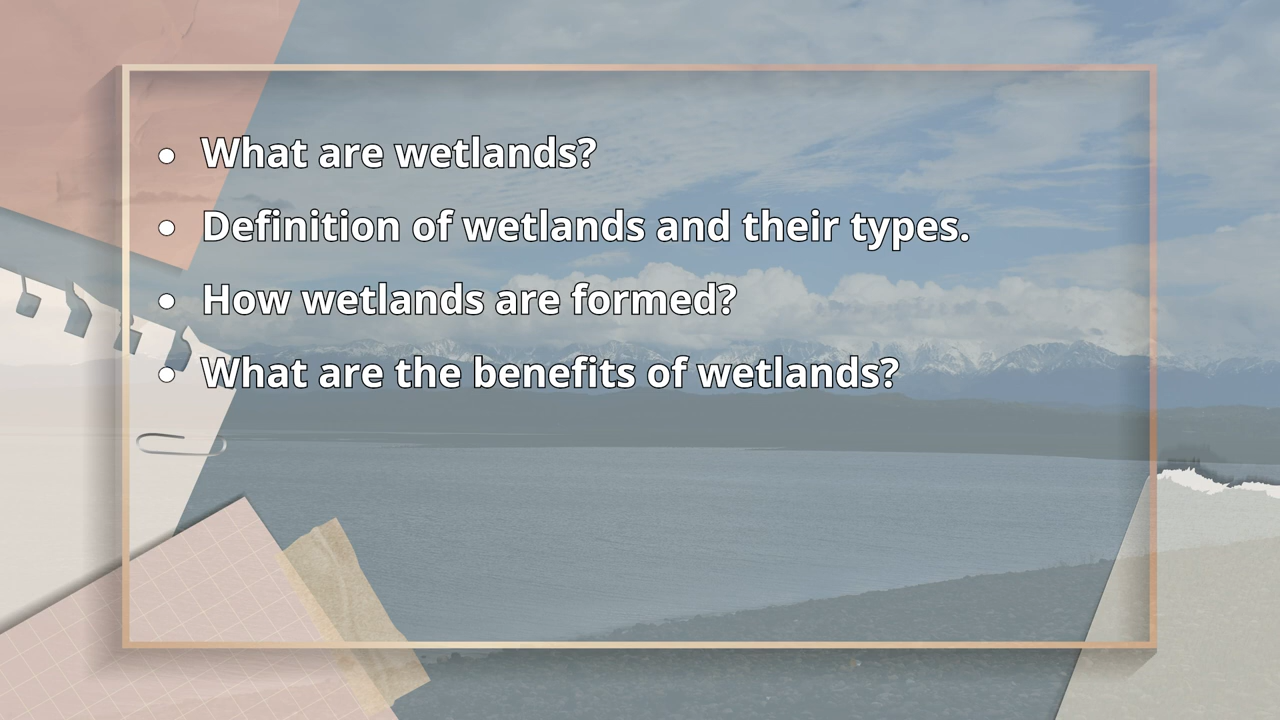 • What are wetlands?
• Definition of wetlands and their types.
• How wetlands are formed?
• What are the benefits of wetlands?